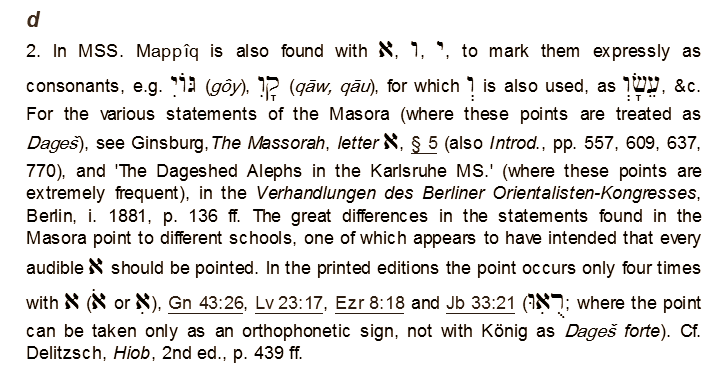 d
2. In MSS. Mappîq is also found with א, ו, י, to mark them expressly as
consonants, e.g. גּוֹיִ (gôy), קָוִ (qāw, qāu), for which וְ is also used, as עֵשָׂוְ, &c.
For the various statements of the Masora (where these points are treated as
Dageš), see Ginsburg, The Massorah, letter א, § 5 (also Introd., pp. 557, 609, 637,
770), and 'The Dageshed Alephs in the Karlsruhe MS.' (where these points are
extremely frequent), in the Verhandlungen des Berliner Orientalisten-Kongresses,
Berlin, i. 1881, p. 136 ff. The great differences in the statements found in the
Masora point to different schools, one of which appears to have intended that every
audible א should be pointed. In the printed editions the point occurs only four times
with א (אֹ or אִ), Gn 43:26, Lv 23:17, Ezr 8:18 and Jb 33:21 (רֻאִוּ; where the point
can be taken only as an orthophonetic sign, not with König as Dageš forte). Cf.
Delitzsch, Hiob, 2nd ed., p. 439 ff.